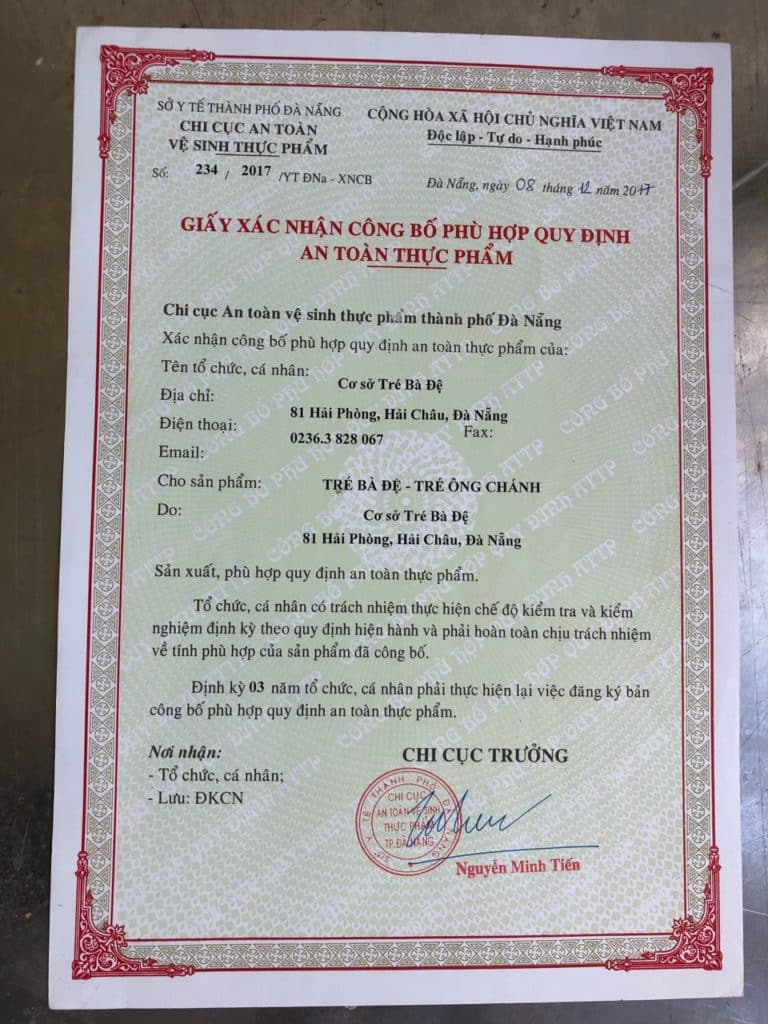 SỞ Y TẾ THÀNH PHỐ ĐÀ NẴNG
CHI CỤC AN TOÀN
VỆ SINH THỰC PHẨM
Số: 234 / 2017 /YT ĐNa - XNCB
CỘNG HÒA XÃ HỘI CHỦ NGHĨA VIỆT NAM
Độc lập - Tự do - Hạnh phúc
Đà Nẵng, ngày 08 tháng 12 năm 2017
GIẤY XÁC NHẬN CÔNG BỐ PHÙ HỢP QUY ĐỊNH
AN TOÀN THỰC PHẨM
Chi cục An toàn vệ sinh thực phẩm thành phố Đà Nẵng
Xác nhận công bố phù hợp quy định an toàn thực phẩm của:
Tên tổ chức, cá nhân: Cơ sở Tré Bà Đệ
Địa chỉ: 81 Hải Phòng, Hải Châu, Đà Nẵng
Điện thoại: 0236.3 828 067 Fax:
Email:
Cho sản phẩm: TRÉ BÀ ĐỆ - TRÉ ÔNG CHÁNH
Do: Cơ sở Tré Bà Đệ
81 Hải Phòng, Hải Châu, Đà Nẵng
Sản xuất, phù hợp quy định an toàn thực phẩm.
Tổ chức, cá nhân có trách nhiệm thực hiện chế độ kiểm tra và kiểm
nghiệm định kỳ theo quy định hiện hành và phải hoàn toàn chịu trách nhiệm
về tính phù hợp của sản phẩm đã công bố.
Định kỳ 03 năm tổ chức, cá nhân phải thực hiện lại việc đăng ký bản
công bố phù hợp quy định an toàn thực phẩm.
Nơi nhận:
- Tổ chức, cá nhân;
- Lưu: ĐKCN
CHI CỤC TRƯỞNG
SỞ Y TẾ THÀNH PHỐ ĐÀ NẴNG
CHI CỤC
AN TOÀN VỆ SINH
THỰC PHẨM
TP.ĐÀ NẴNG
Nguyễn Minh Tiến